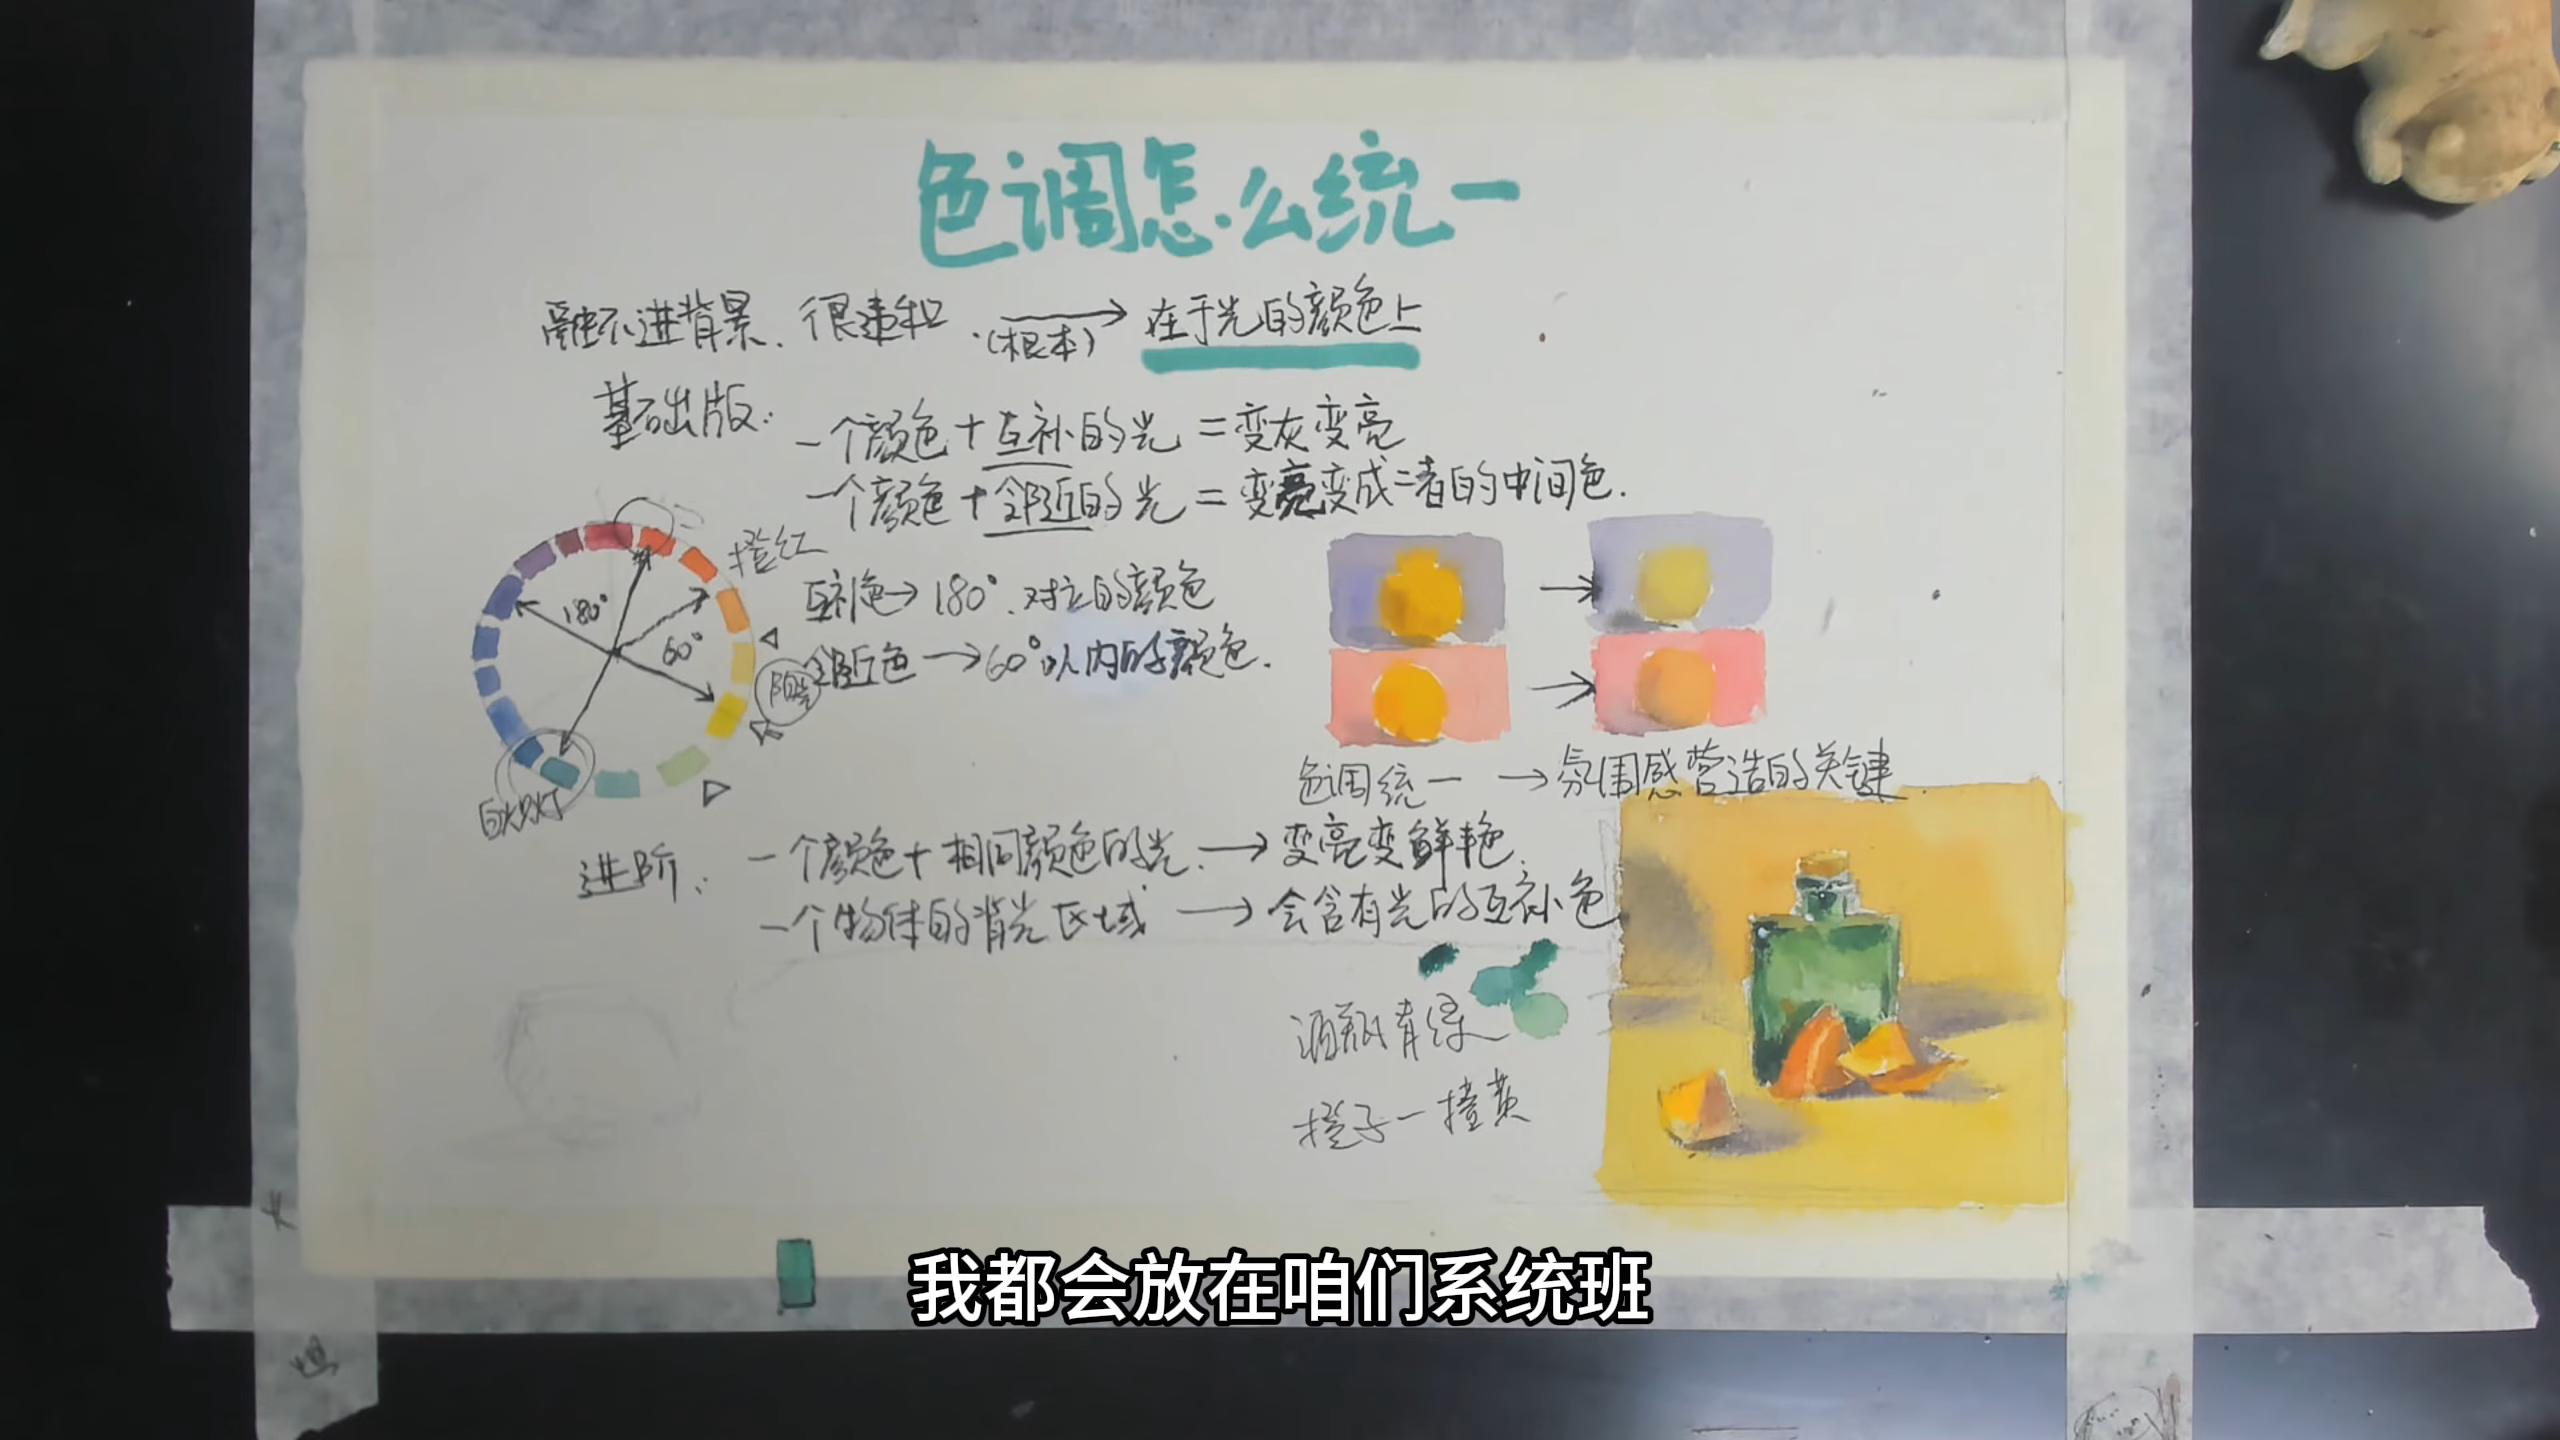 色调怎么统一
融不进背景、很违和 (根本)→ 在于光的颜色上
基础版:
一个颜色+互补的光=变灰变亮
一个颜色+邻近的光=变亮变成二者的中间色.
橙红
180°
60°
互补色→180°.对立的颜色
邻近色→60°以内的颜色.
阳光
白炽灯
色调统一→氛围感营造的关键.
进阶:
一个颜色+相同颜色的光.→变亮变鲜艳.
一个物体的背光区域→会含有光的互补色
酒瓶青绿
橙子一橙黄
我都会放在咱们系统班